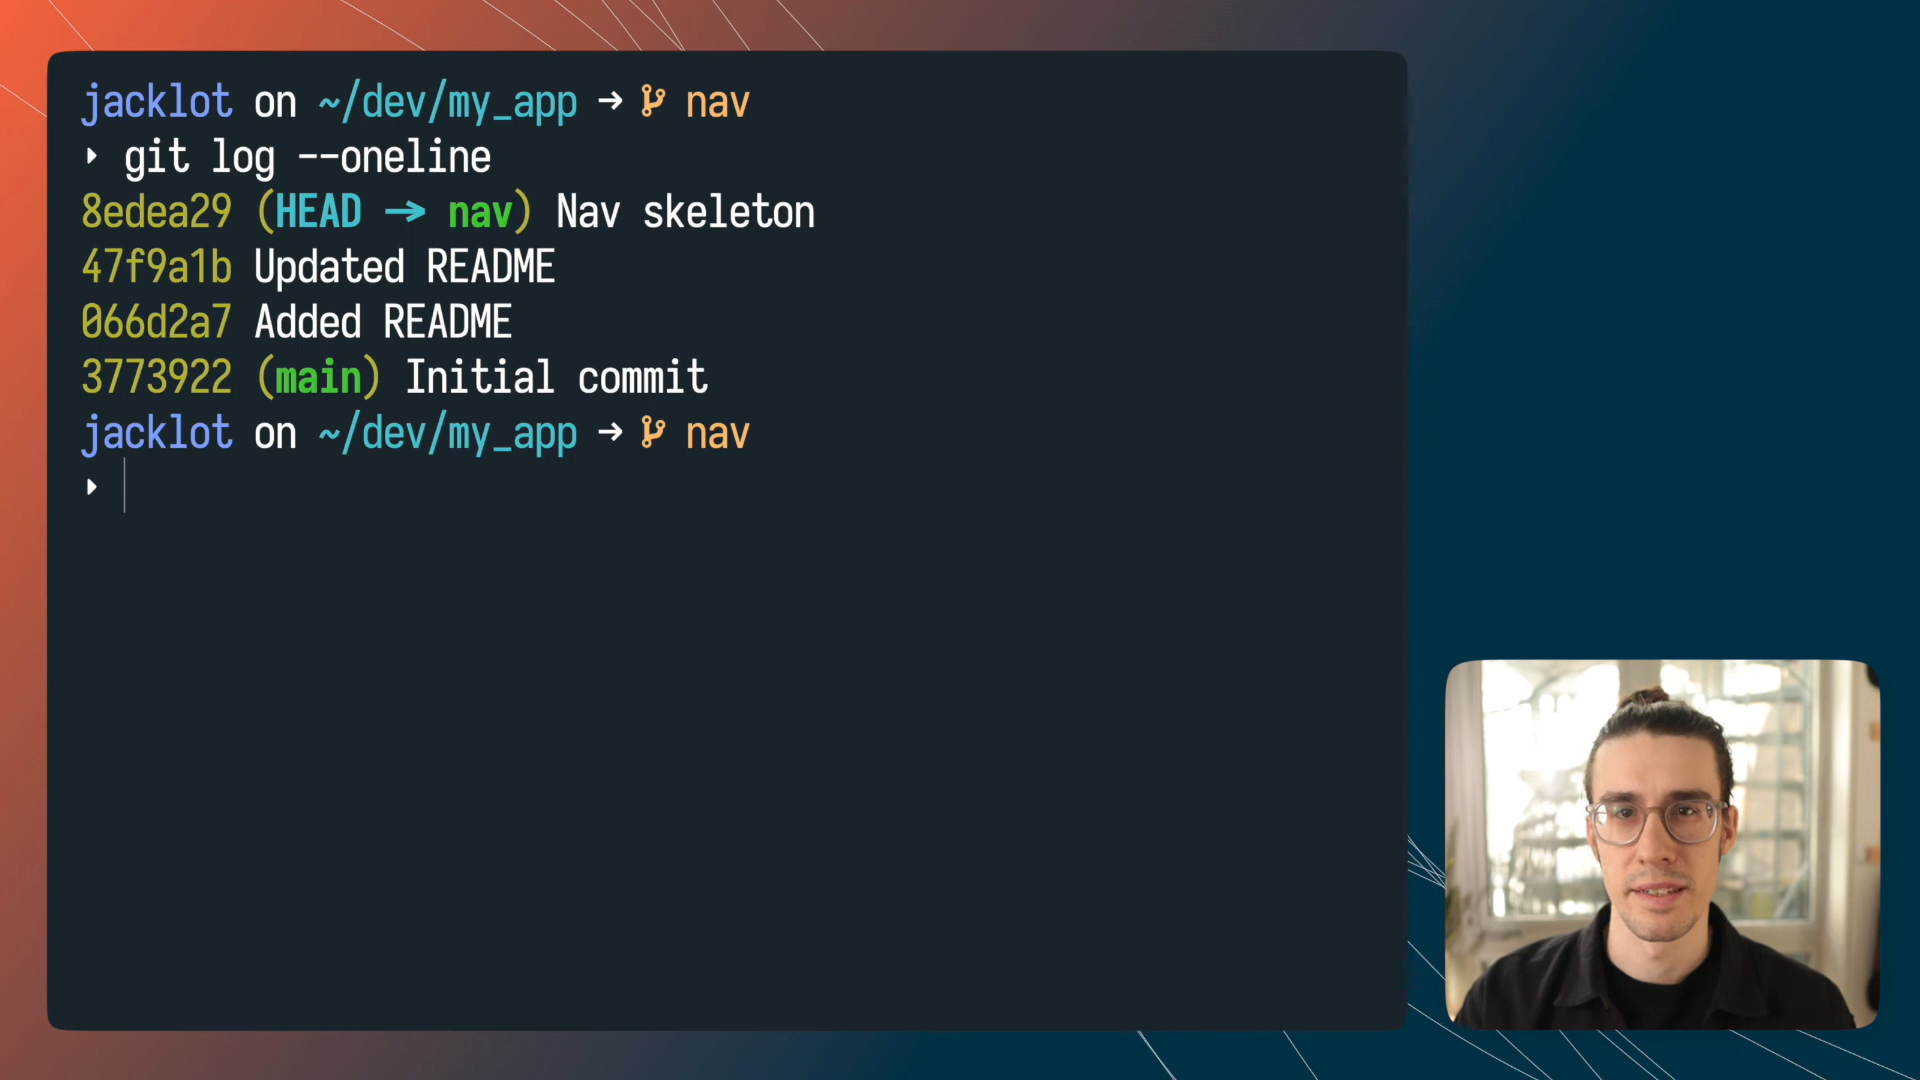 jacklot on ~/dev/my_app → nav
‣ git log --oneline
8edea29 (HEAD → nav) Nav skeleton
47f9a1b Updated README
066d2a7 Added README
3773922 (main) Initial commit
jacklot on ~/dev/my_app → nav
‣